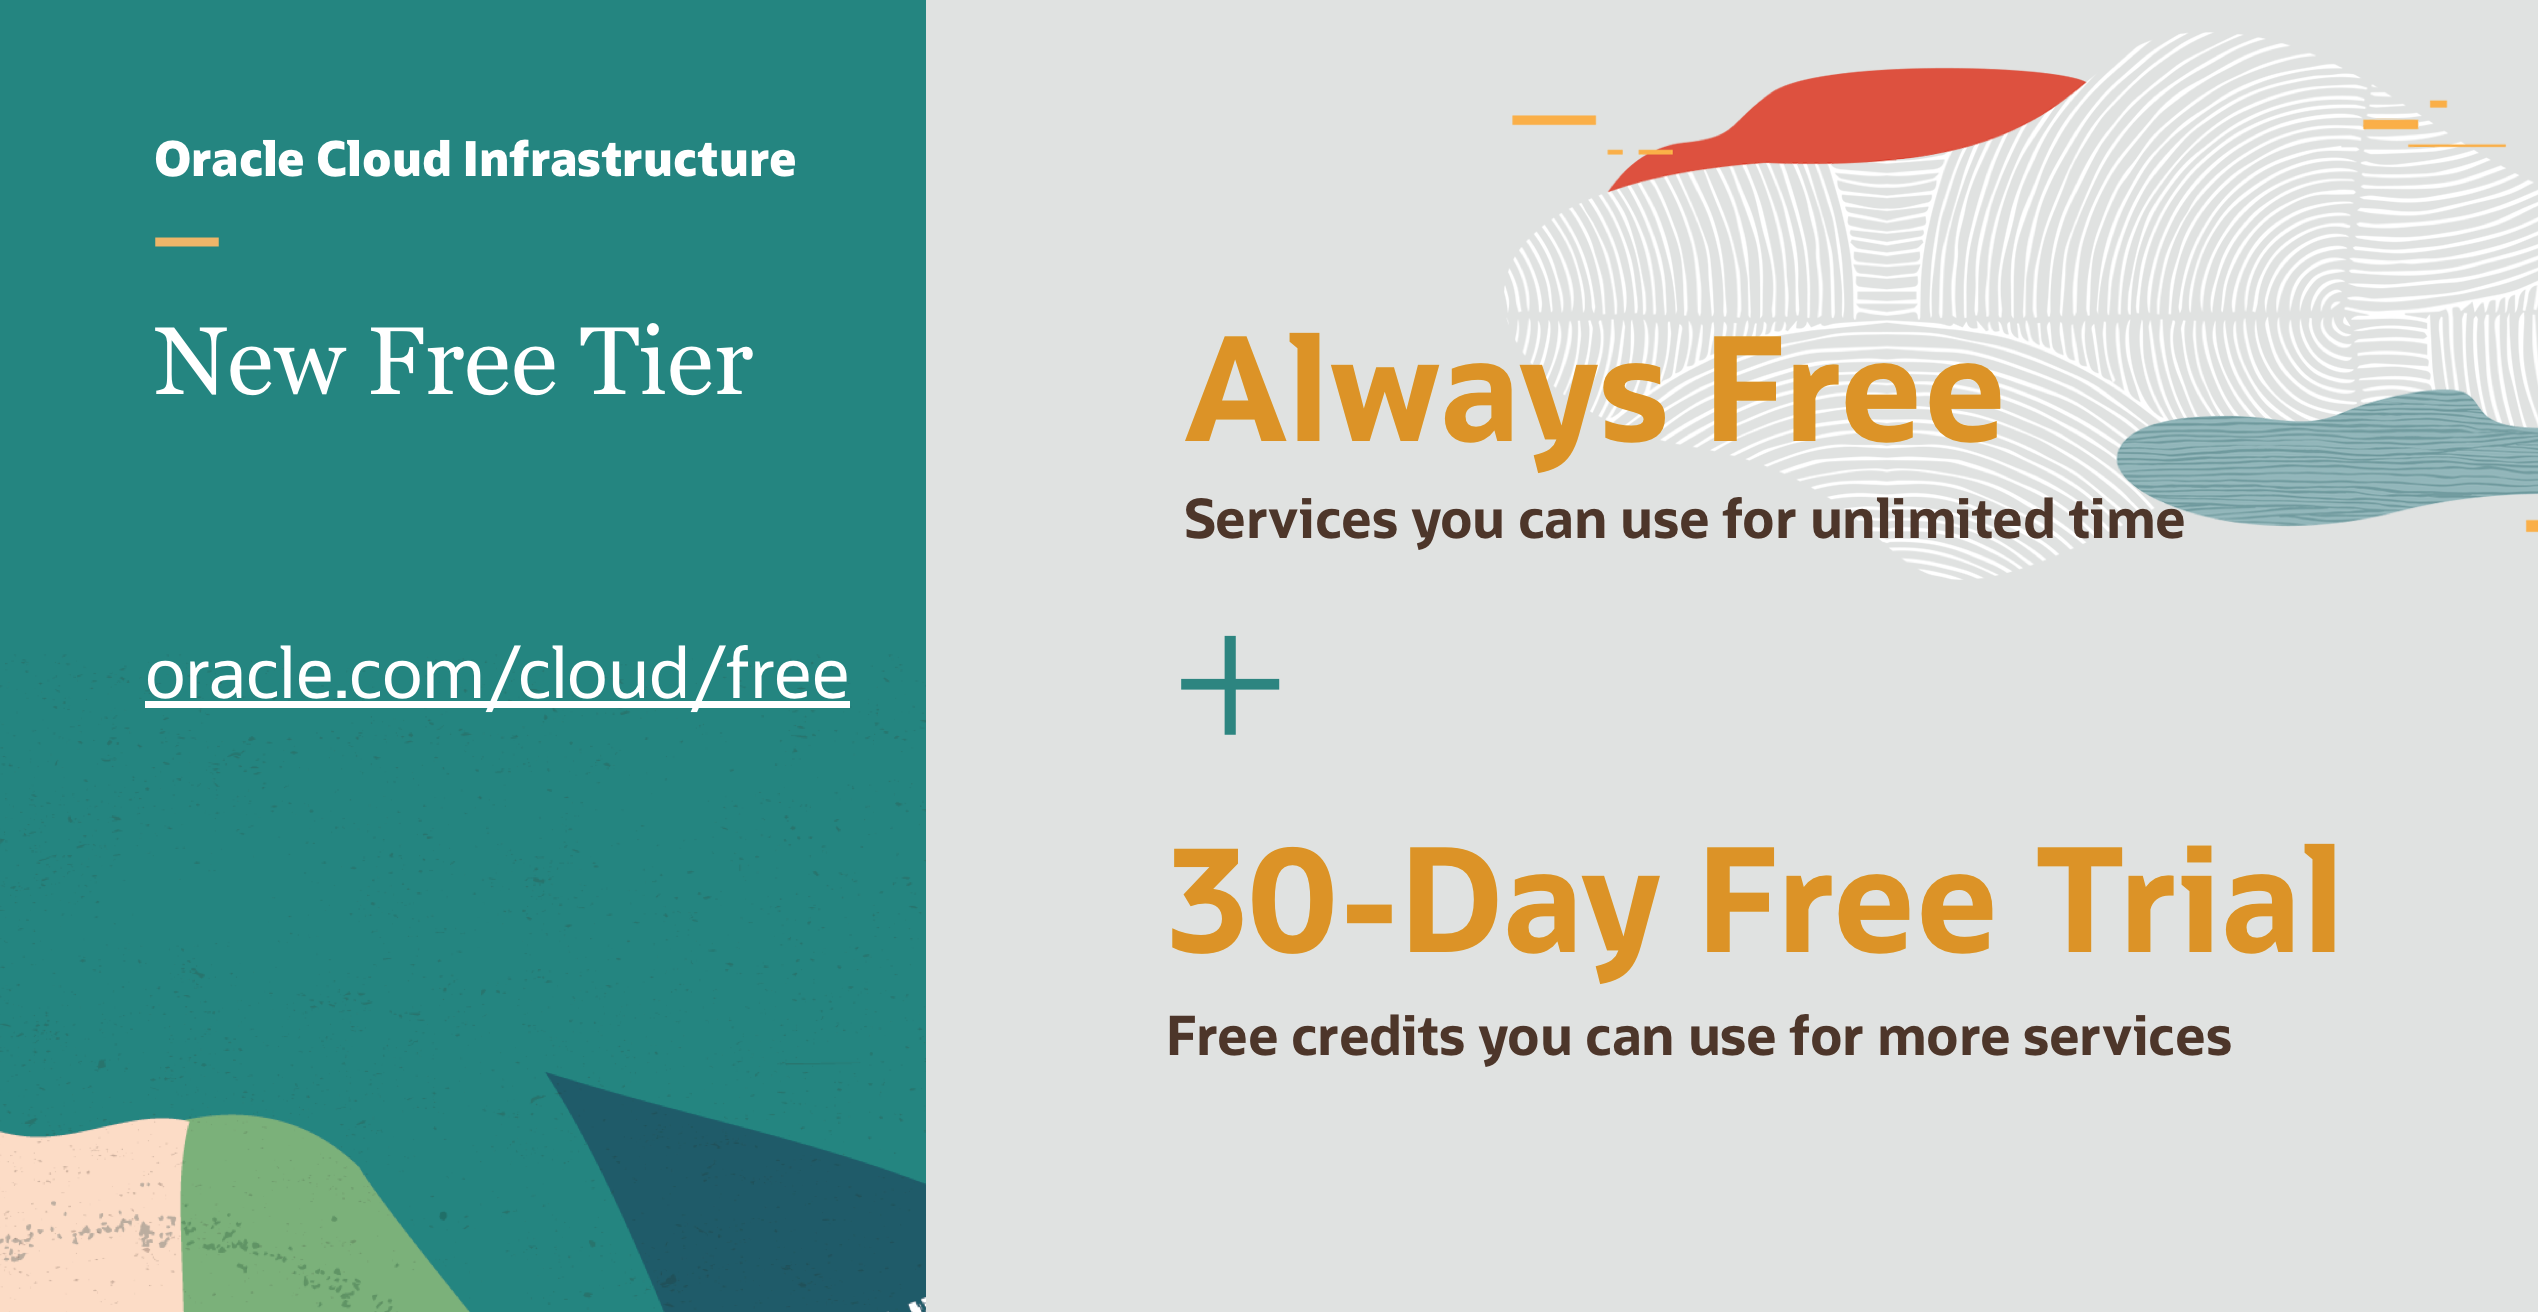 Oracle Cloud Infrastructure
New Free Tier
oracle.com/cloud/free
Always Free
Services you can use for unlimited time
+
30-Day Free Trial
Free credits you can use for more services